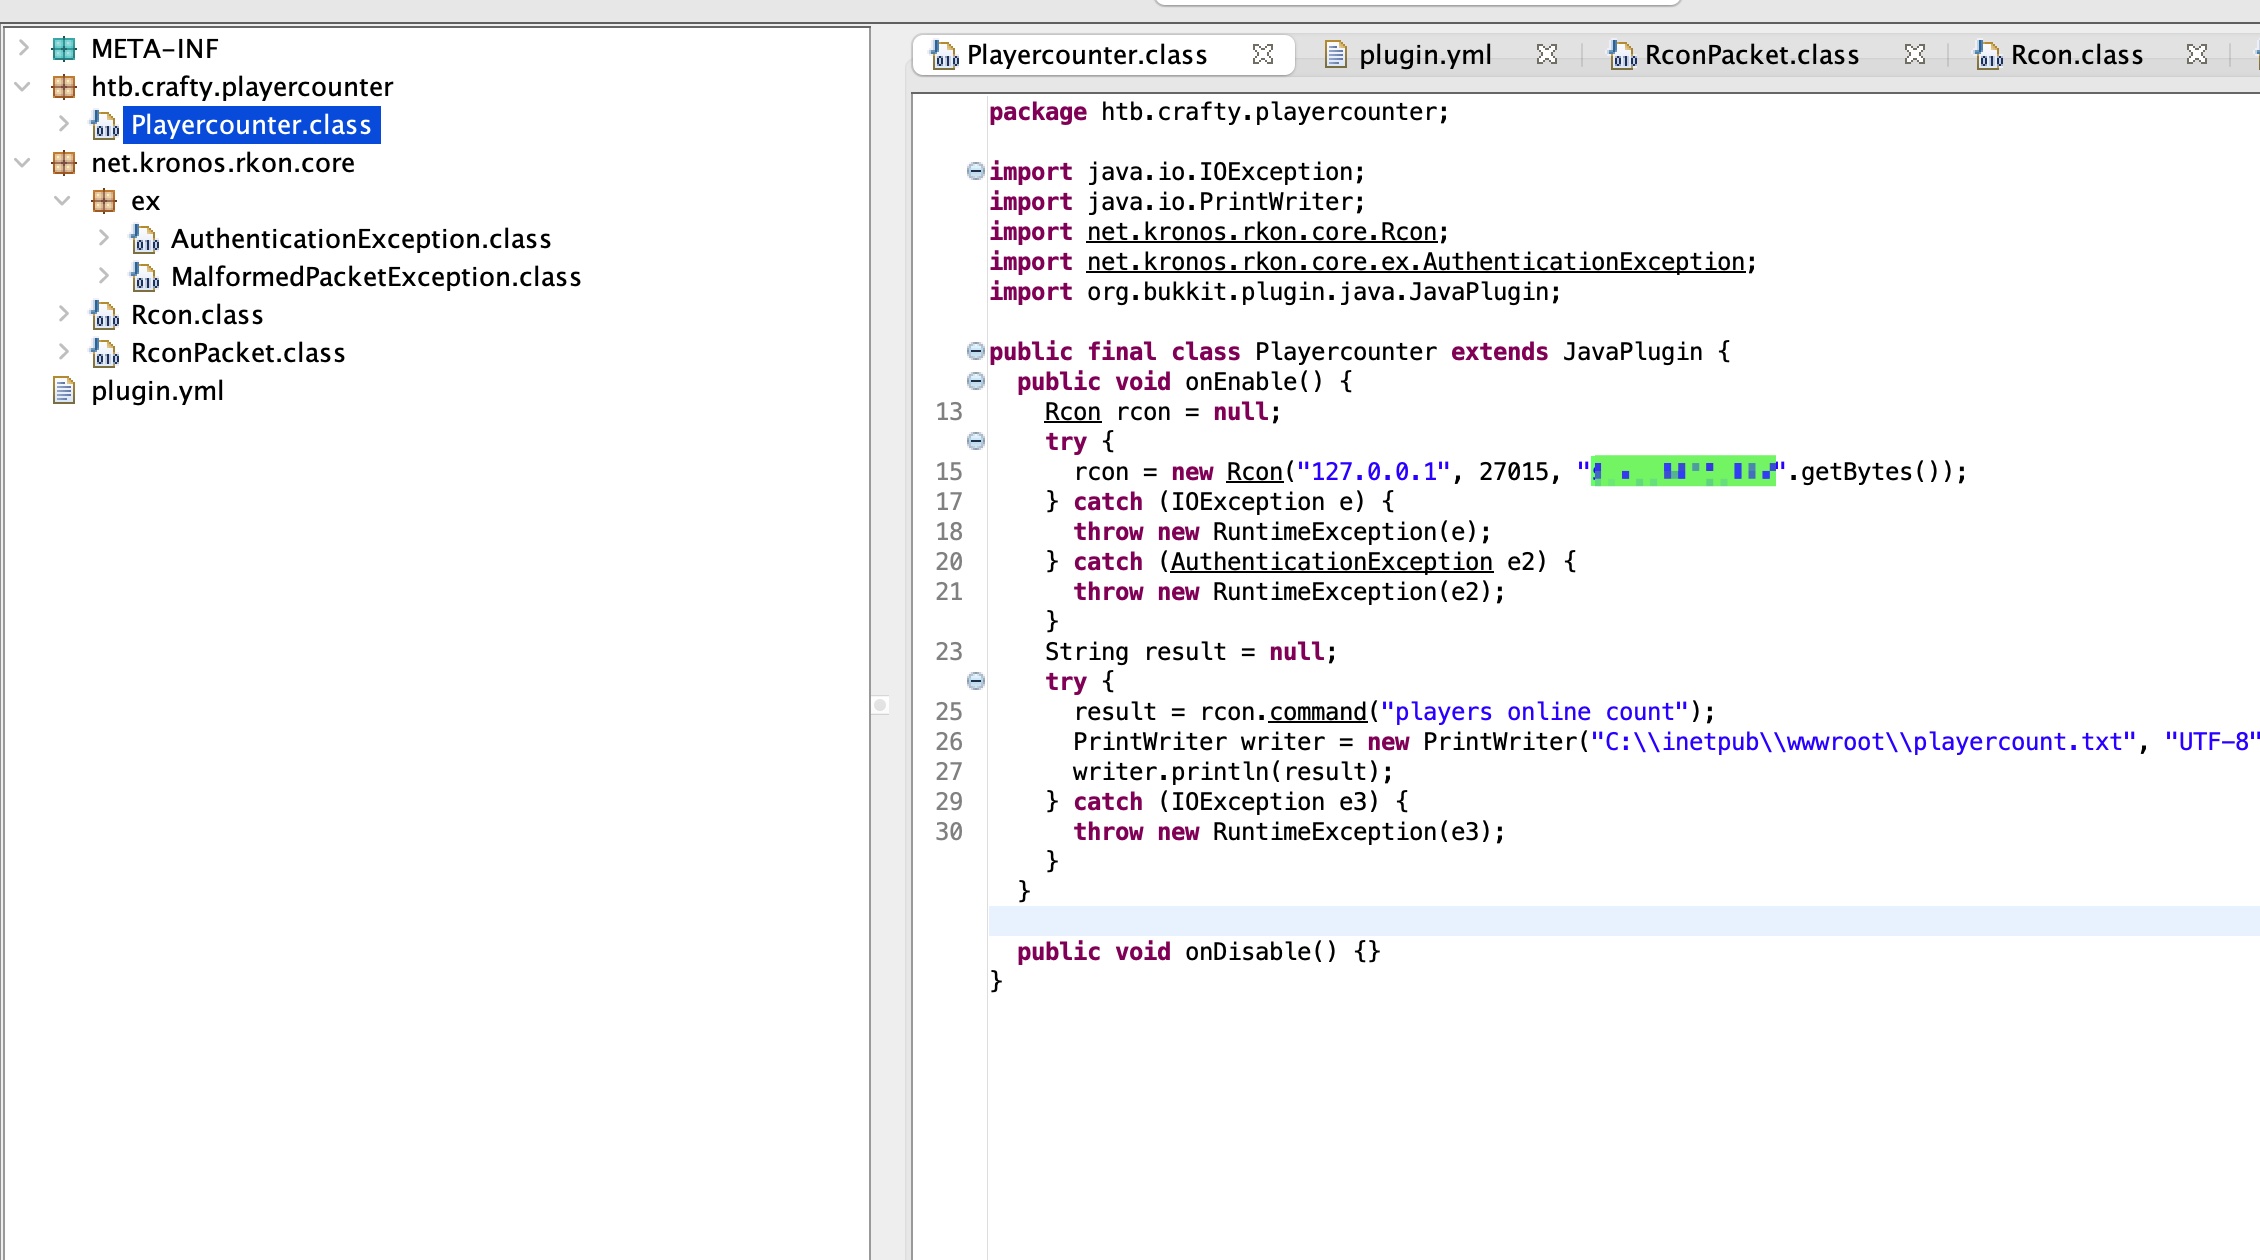 META-INF
htb.crafty.playercounter
Playercounter.class
net.kronos.rkon.core
ex
AuthenticationException.class
MalformedPacketException.class
Rcon.class
RconPacket.class
plugin.yml
Playercounter.class plugin.yml RconPacket.class Rcon.class
package htb.crafty.playercounter;
import java.io.IOException;
import java.io.PrintWriter;
import net.kronos.rkon.core.Rcon;
import net.kronos.rkon.core.ex.AuthenticationException;
import org.bukkit.plugin.java.JavaPlugin;
public final class Playercounter extends JavaPlugin {
public void onEnable() {
13 Rcon rcon = null;
try {
15 rcon = new Rcon("127.0.0.1", 27015, "".getBytes());
17 } catch (IOException e) {
18 throw new RuntimeException(e);
20 } catch (AuthenticationException e2) {
21 throw new RuntimeException(e2);
}
23 String result = null;
try {
25 result = rcon.command("players online count");
26 PrintWriter writer = new PrintWriter("C:\\inetpub\\wwwroot\\playercount.txt", "UTF-8"
27 writer.println(result);
29 } catch (IOException e3) {
30 throw new RuntimeException(e3);
}
}
public void onDisable() {}
}